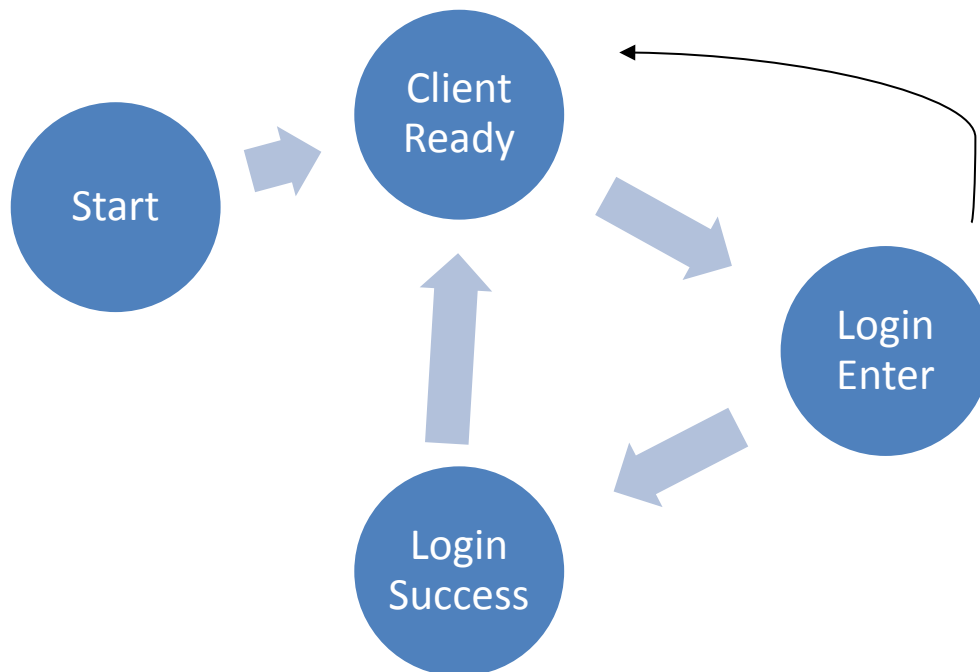 Start
Client
Ready
Login
Enter
Login
Success